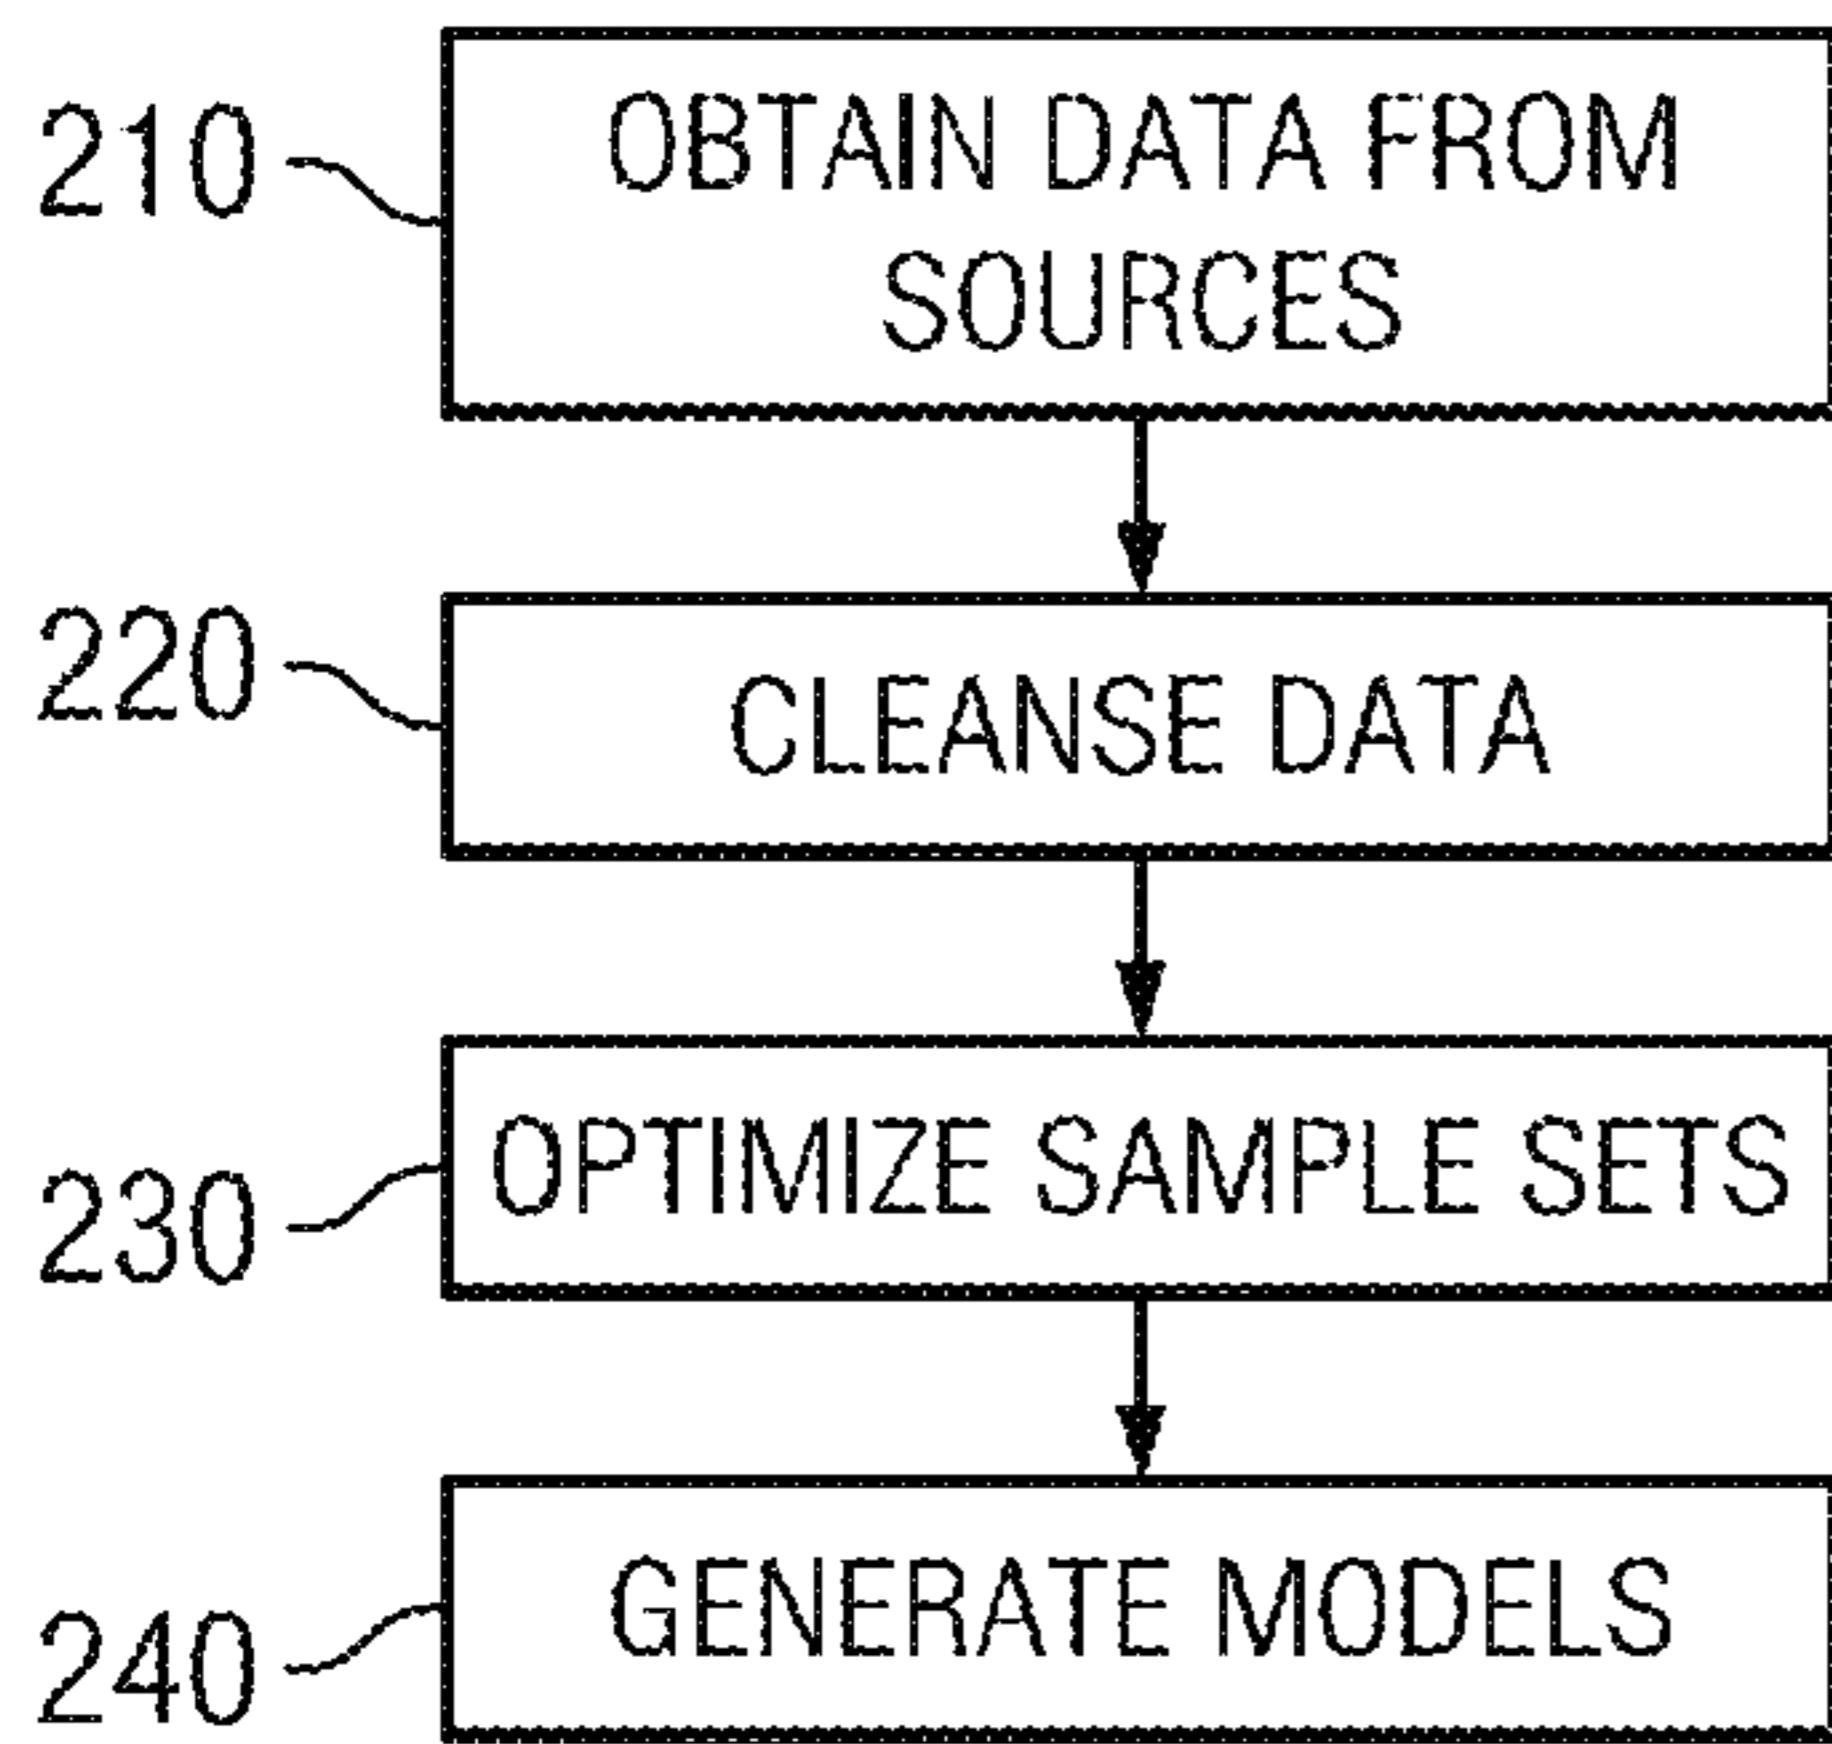 210
OBTAIN DATA FROM
SOURCES
220
CLEANSE DATA
230
OPTIMIZE SAMPLE SETS
240
GENERATE MODELS